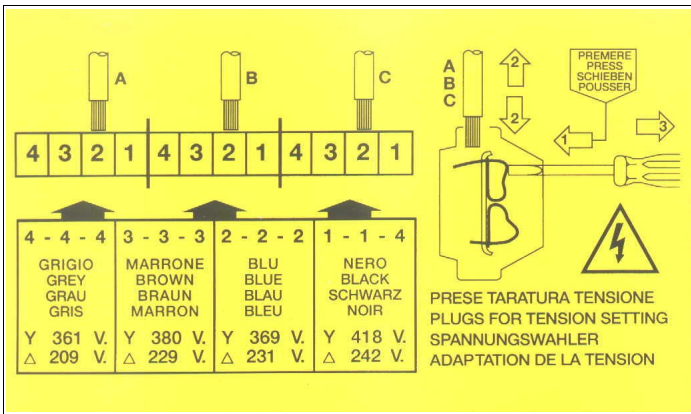 A B C
4 3 2 1 4 3 2 1 4 3 2 1
4 - 4 - 4
GRIGIO
GREY
GRAU
GRIS
Y 361 V.
△ 209 V.
3 - 3 - 3
MARRONE
BROWN
BRAUN
MARRON
Y 380 V.
△ 229 V.
2 - 2 - 2
BLU
BLUE
BLAU
BLEU
Y 369 V.
△ 231 V.
1 - 1 - 4
NERO
BLACK
SCHWARZ
NOIR
Y 418 V.
△ 242 V.
A
B
C
2
2
PREMERE
PRESS
SCHIEBEN
POUSSER
1
3
PRESE TARATURA TENSIONE
PLUGS FOR TENSION SETTING
SPANNUNGSWAHLER
ADAPTATION DE LA TENSION